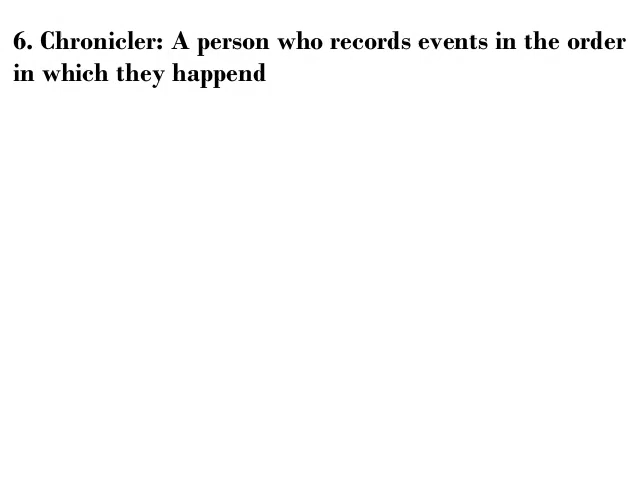 6. Chronicler: A person who records events in the order
in which they happend